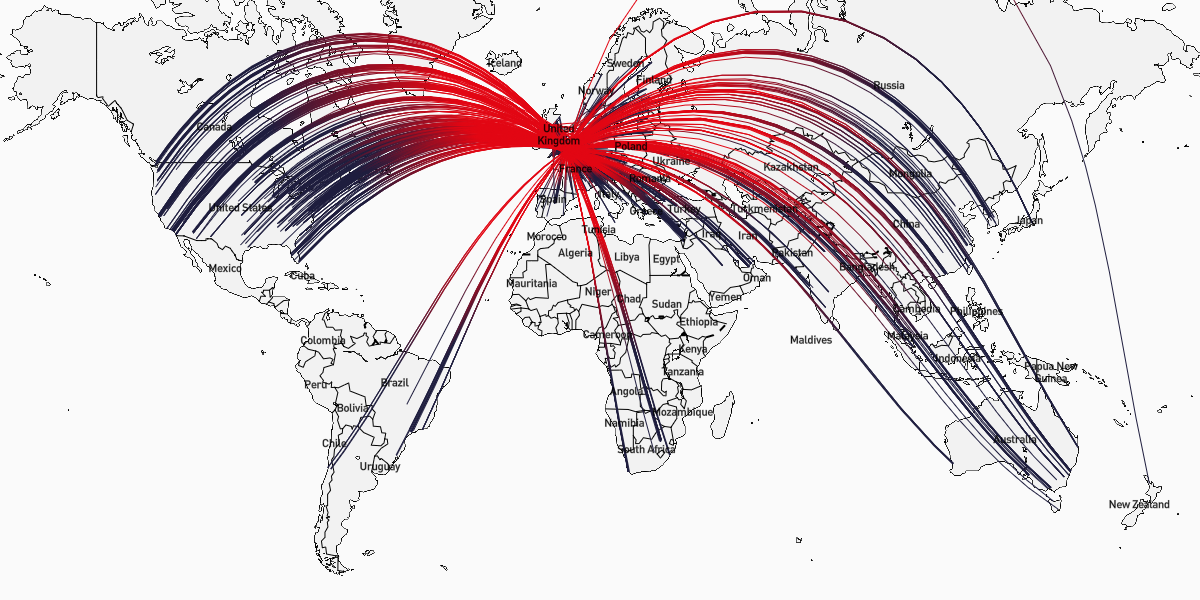 Iceland
Sweden
Finland
Norway
Russia
Canada
United
Kingdom
Poland
Ukraine
Kazakhstan
France
Romania
Mongolia
Italy
Spain
United States
Greece
Turkey
Turkmenistan
Japan
China
Tunisia
Morocco
Iraq
Iran
Algeria
Libya
Egypt
Pakistan
Mexico
Cuba
Bangladesh
Oman
Mauritania
Niger
Chad
Sudan
Yemen
Cambodia
Philippines
Ethiopia
Cameroon
Colombia
Maldives
Malaysia
Kenya
Indonesia
Papua New
Guinea
Tanzania
Peru
Brazil
Angola
Bolivia
Mozambique
Namibia
Chile
Australia
South Africa
Uruguay
New Zealand